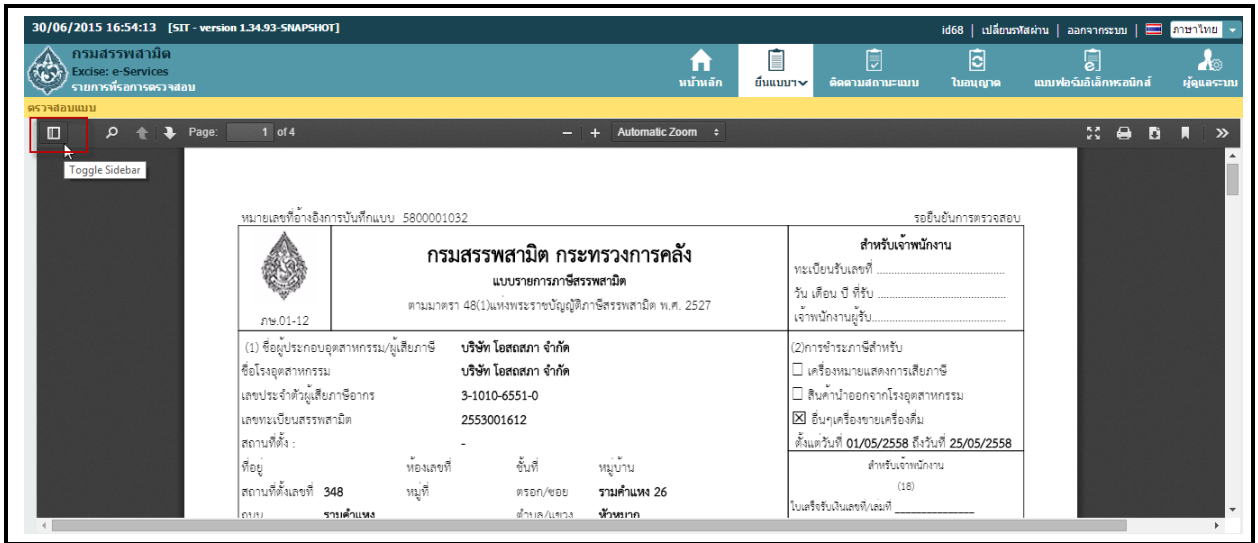 30/06/2015 16:54:13 [SIT - version 1.34.93-SNAPSHOT]
id68 | เปลี่ยนรหัสผ่าน | ออกจากระบบ | ภาษาไทย
กรมสรรพสามิต
Excise: e-Services
รายการที่รอการตรวจสอบ
หน้าหลัก ยื่นแบบฯ ติดตามสถานะแบบ ใบอนุญาต แบบฟอร์มอิเล็กทรอนิกส์ ผู้ดูแลระบบ
ตรวจสอบแบบ
Page: 1 of 4 Automatic Zoom
Toggle Sidebar
หมายเลขที่อ้างอิงการบันทึกแบบ 5800001032
รอยืนยันการตรวจสอบ
ภษ.01-12
กรมสรรพสามิต กระทรวงการคลัง
แบบรายการภาษีสรรพสามิต
ตามมาตรา 48(1)แห่งพระราชบัญญัติภาษีสรรพสามิต พ.ศ. 2527
สำหรับเจ้าพนักงาน
ทะเบียนรับเลขที่
วัน เดือน ปี ที่รับ
เจ้าพนักงานผู้รับ
(1) ชื่อผู้ประกอบอุตสาหกรรม/ผู้เสียภาษี บริษัท โอสถสภา จำกัด
ชื่อโรงอุตสาหกรรม บริษัท โอสถสภา จำกัด
เลขประจำตัวผู้เสียภาษีอากร 3-1010-6551-0
เลขทะเบียนสรรพสามิต 2553001612
สถานที่ตั้ง : -
ที่อยู่ ห้องเลขที่ ชั้นที่ หมู่บ้าน
สถานที่ตั้งเลขที่ 348 หมู่ที่ ตรอก/ซอย รามคำแหง 26
ถนน รามคำแหง ตำบล/แขวง หัวหมาก
(2)การชำระภาษีสำหรับ
เครื่องหมายแสดงการเสียภาษี
สินค้านำออกจากโรงอุตสาหกรรม
อื่นๆเครื่องขายเครื่องดื่ม
ตั้งแต่วันที่ 01/05/2558 ถึงวันที่ 25/05/2558
สำหรับเจ้าพนักงาน
(18)
ใบเสร็จรับเงินเลขที่/เล่มที่